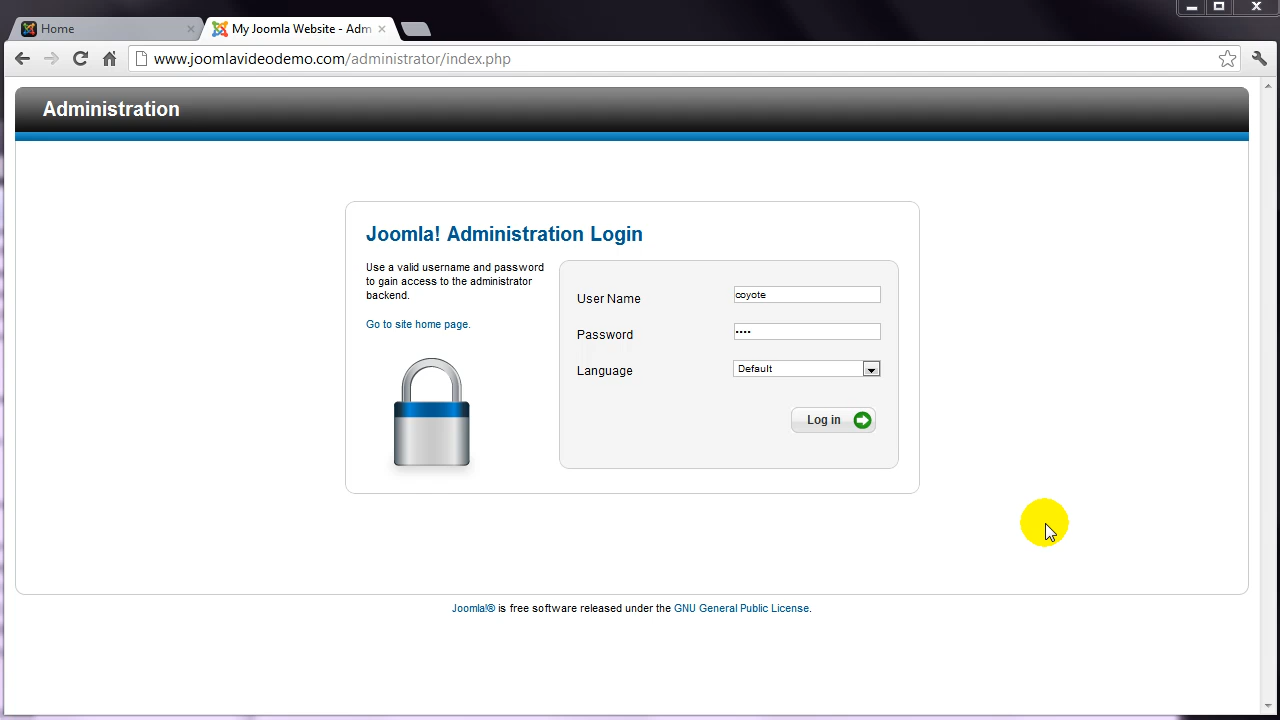 Home
My Joomla Website - Adm
www.joomlavideodemo.com/administrator/index.php
Administration
Joomla! Administration Login
Use a valid username and password
to gain access to the administrator
backend.
Go to site home page.
User Name
coyote
Password
••••
Language
Default
Log in
Joomla!® is free software released under the GNU General Public License.